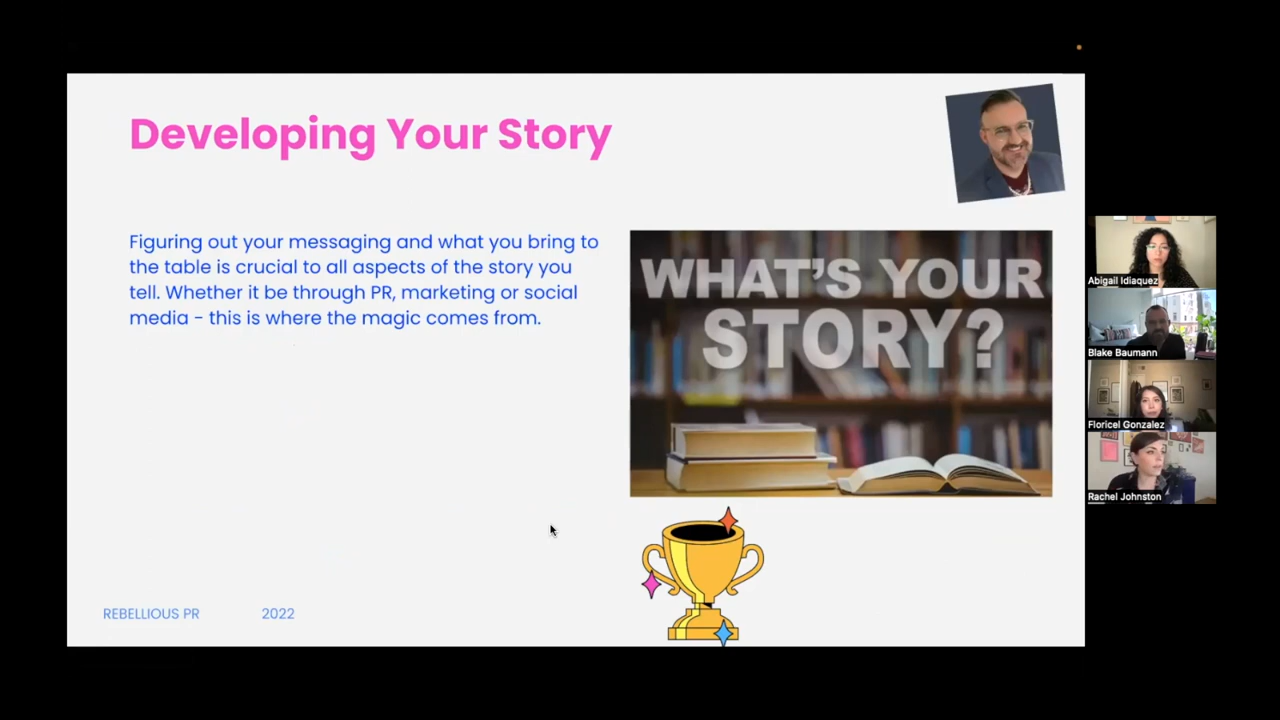 Developing Your Story
Figuring out your messaging and what you bring to
the table is crucial to all aspects of the story you
tell. Whether it be through PR, marketing or social
media - this is where the magic comes from.
WHAT'S YOUR
STORY?
REBELLIOUS PR
2022
Abigail Idiaquez
Blake Baumann
Floricel Gonzalez
Rachel Johnston